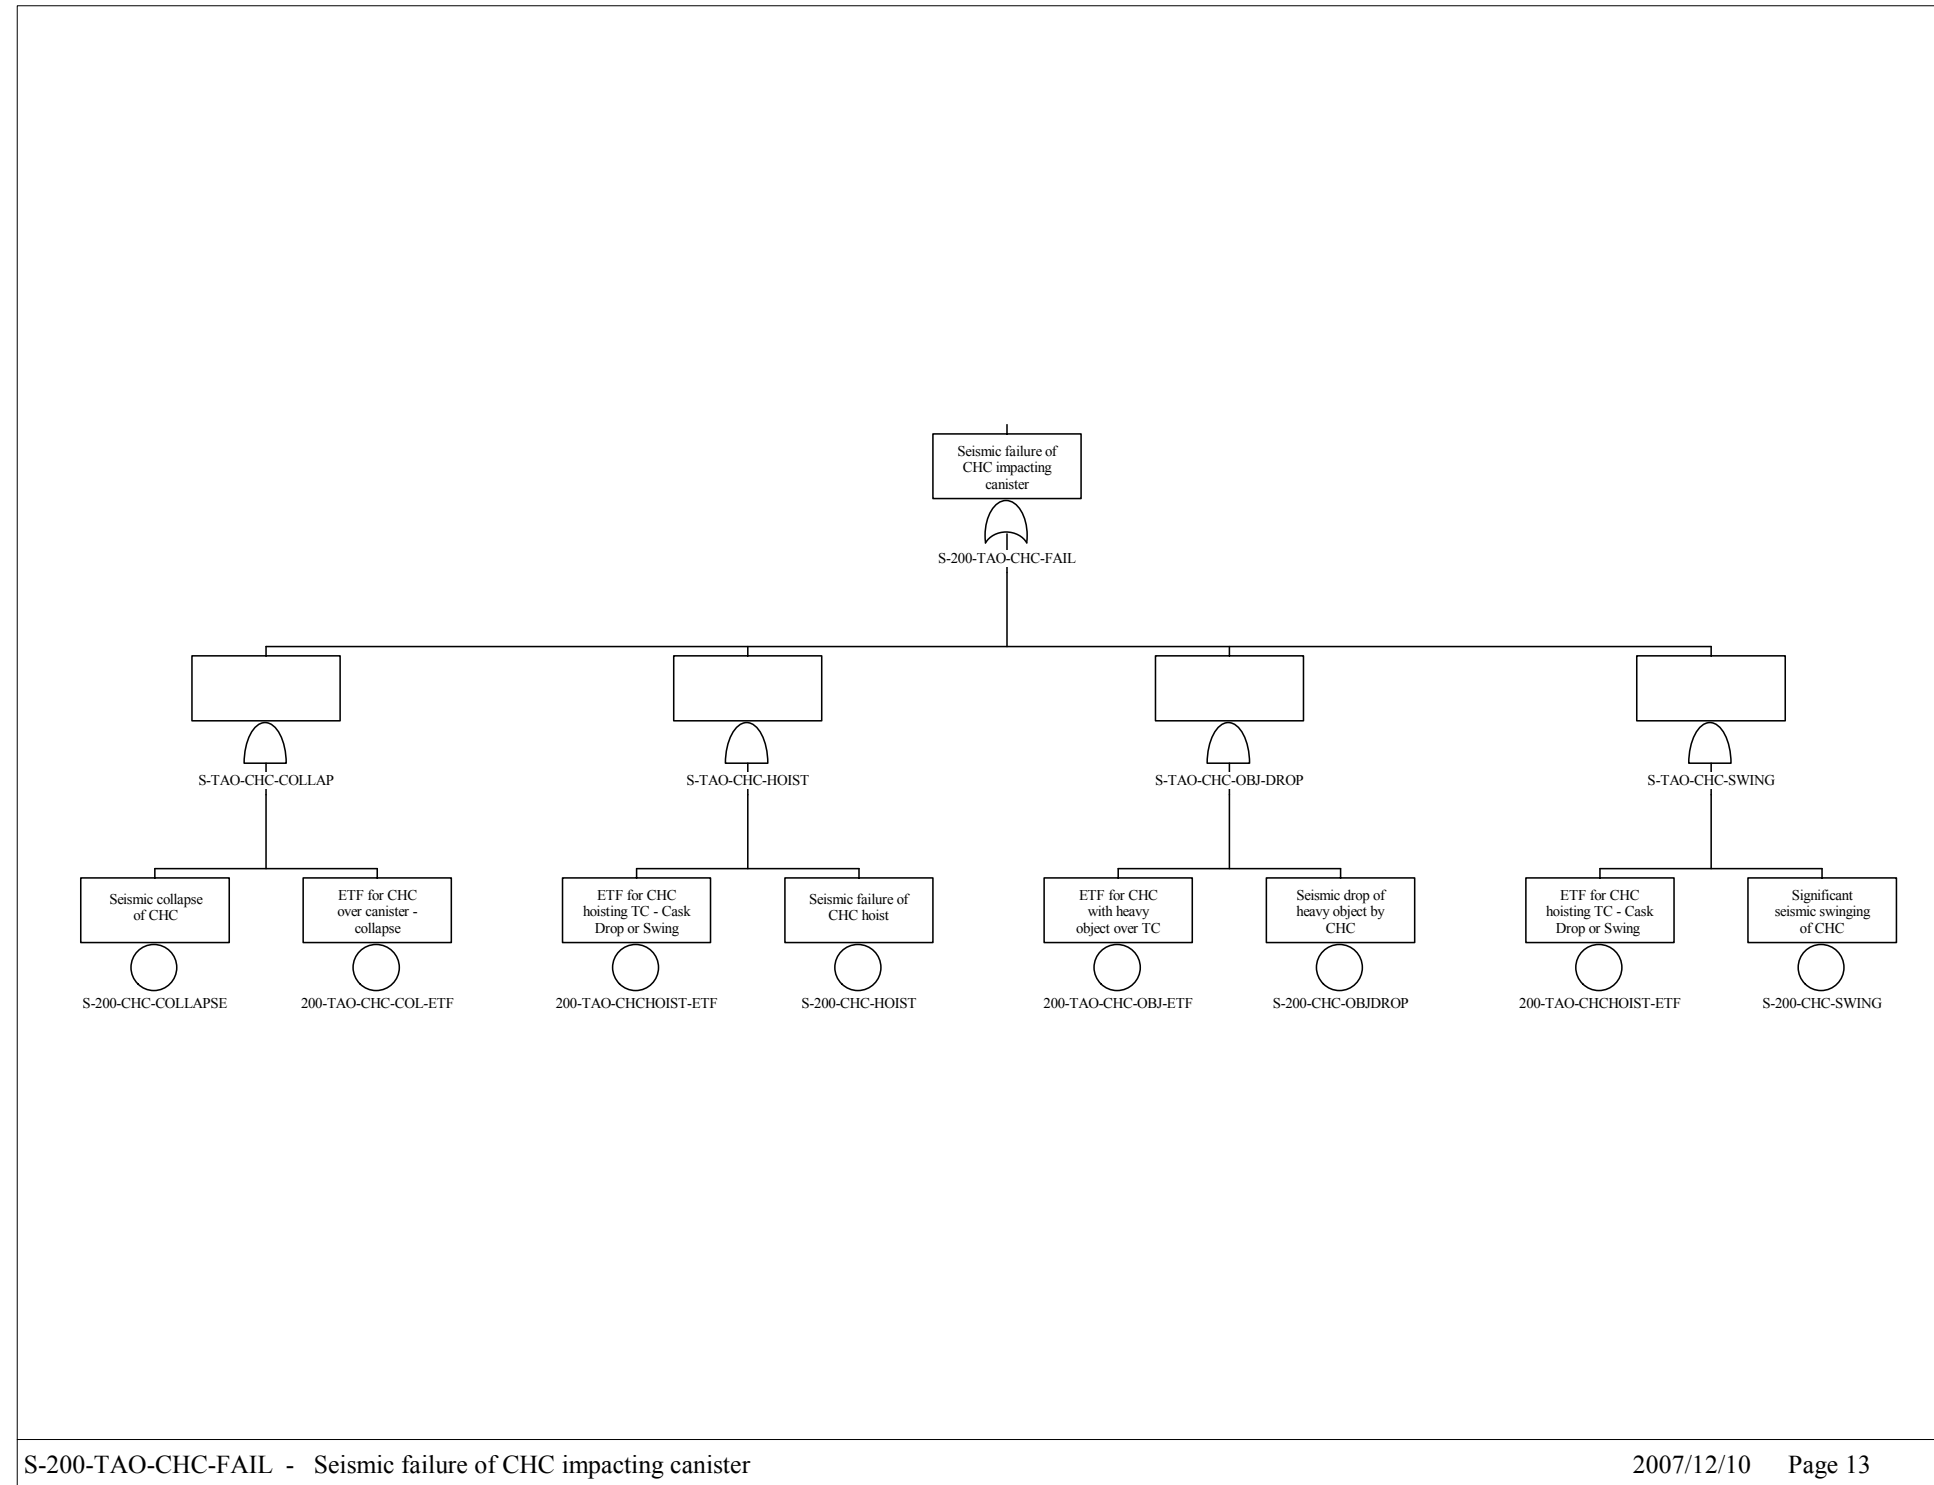 Seismic failure of
CHC impacting
canister
S-200-TAO-CHC-FAIL
S-TAO-CHC-COLLAP
S-TAO-CHC-HOIST
S-TAO-CHC-OBJ-DROP
S-TAO-CHC-SWING
Seismic collapse
of CHC
S-200-CHC-COLLAPSE
ETF for CHC
over canister -
collapse
200-TAO-CHC-COL-ETF
ETF for CHC
hoisting TC - Cask
Drop or Swing
200-TAO-CHCHOIST-ETF
Seismic failure of
CHC hoist
S-200-CHC-HOIST
ETF for CHC
with heavy
object over TC
200-TAO-CHC-OBJ-ETF
Seismic drop of
heavy object by
CHC
S-200-CHC-OBJDROP
ETF for CHC
hoisting TC - Cask
Drop or Swing
200-TAO-CHCHOIST-ETF
Significant
seismic swinging
of CHC
S-200-CHC-SWING
S-200-TAO-CHC-FAIL - Seismic failure of CHC impacting canister
2007/12/10 Page 13